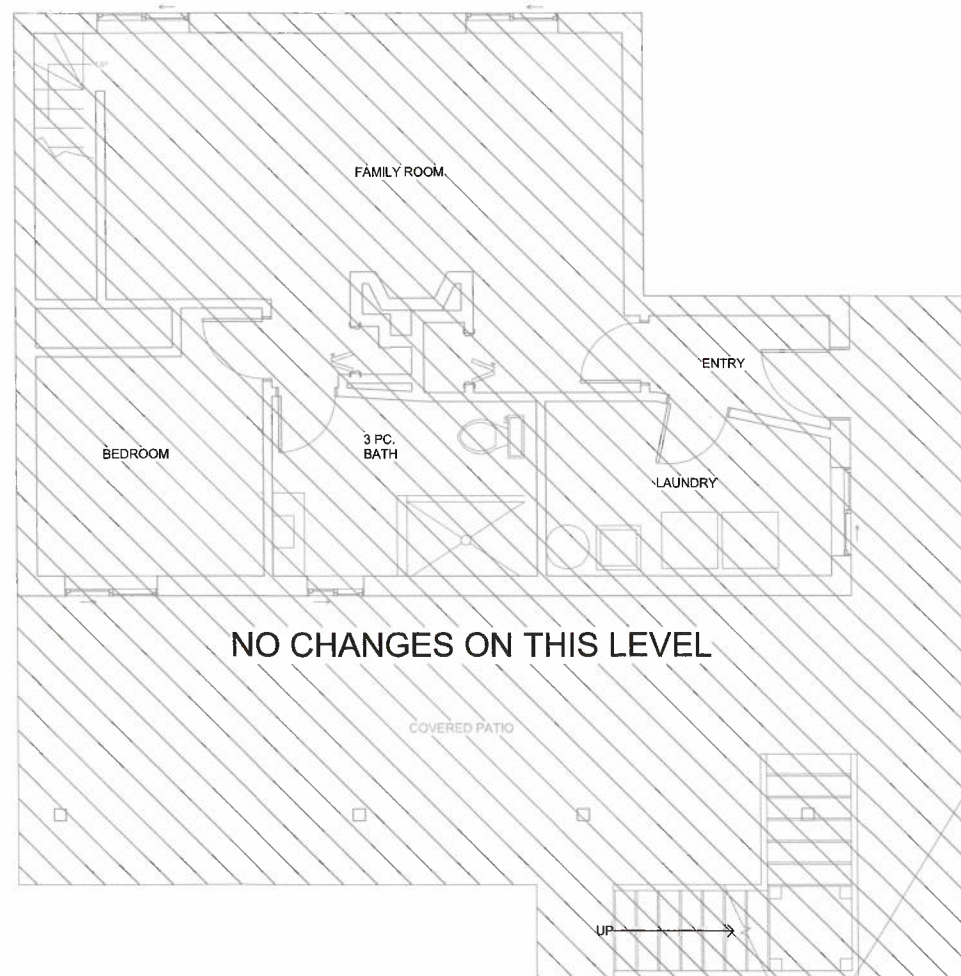 UP
FAMILY ROOM
ENTRY
BEDROOM
3 PC.
BATH
LAUNDRY
NO CHANGES ON THIS LEVEL
COVERED PATIO
UP